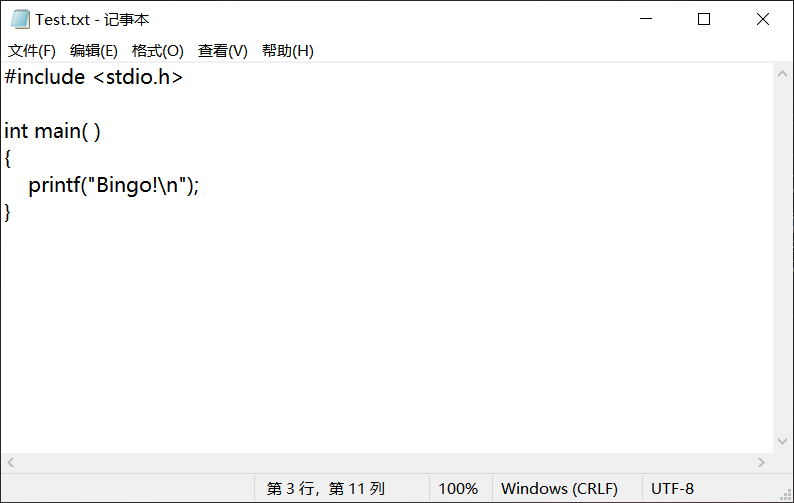 Test.txt - 记事本
文件(F) 编辑(E) 格式(O) 查看(V) 帮助(H)
#include <stdio.h>
int main( )
{
    printf("Bingo!\n");
}
第 3 行，第 11 列 100% Windows (CRLF) UTF-8